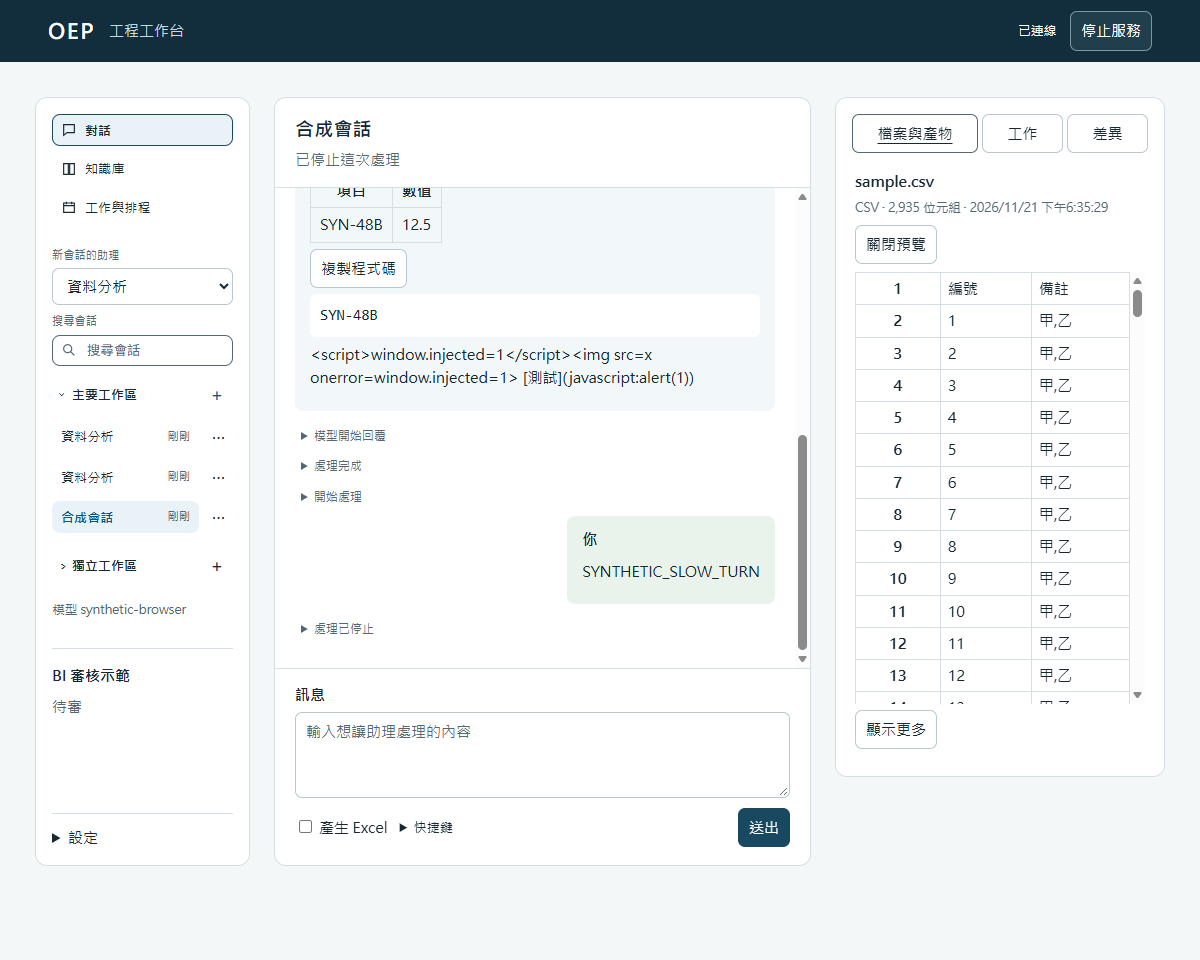 OEP 工程工作台
已連線 停止服務
對話
知識庫
工作與排程
新會話的助理
資料分析
搜尋會話
搜尋會話
主要工作區 +
資料分析 剛剛 ...
資料分析 剛剛 ...
合成會話 剛剛 ...
獨立工作區 +
模型 synthetic-browser
BI 審核示範
待審
設定
合成會話
已停止這次處理
項目 數值
SYN-48B 12.5
複製程式碼
SYN-48B
<script>window.injected=1</script><img src=x
onerror=window.injected=1> [測試](javascript:alert(1))
模型開始回覆
處理完成
開始處理
你
SYNTHETIC_SLOW_TURN
處理已停止
訊息
輸入想讓助理處理的內容
產生 Excel 快捷鍵
送出
檔案與產物 工作 差異
sample.csv
CSV · 2,935 位元組 · 2026/11/21 下午6:35:29
關閉預覽
1 編號 備註
2 1 甲,乙
3 2 甲,乙
4 3 甲,乙
5 4 甲,乙
6 5 甲,乙
7 6 甲,乙
8 7 甲,乙
9 8 甲,乙
10 9 甲,乙
11 10 甲,乙
12 11 甲,乙
13 12 甲,乙
顯示更多